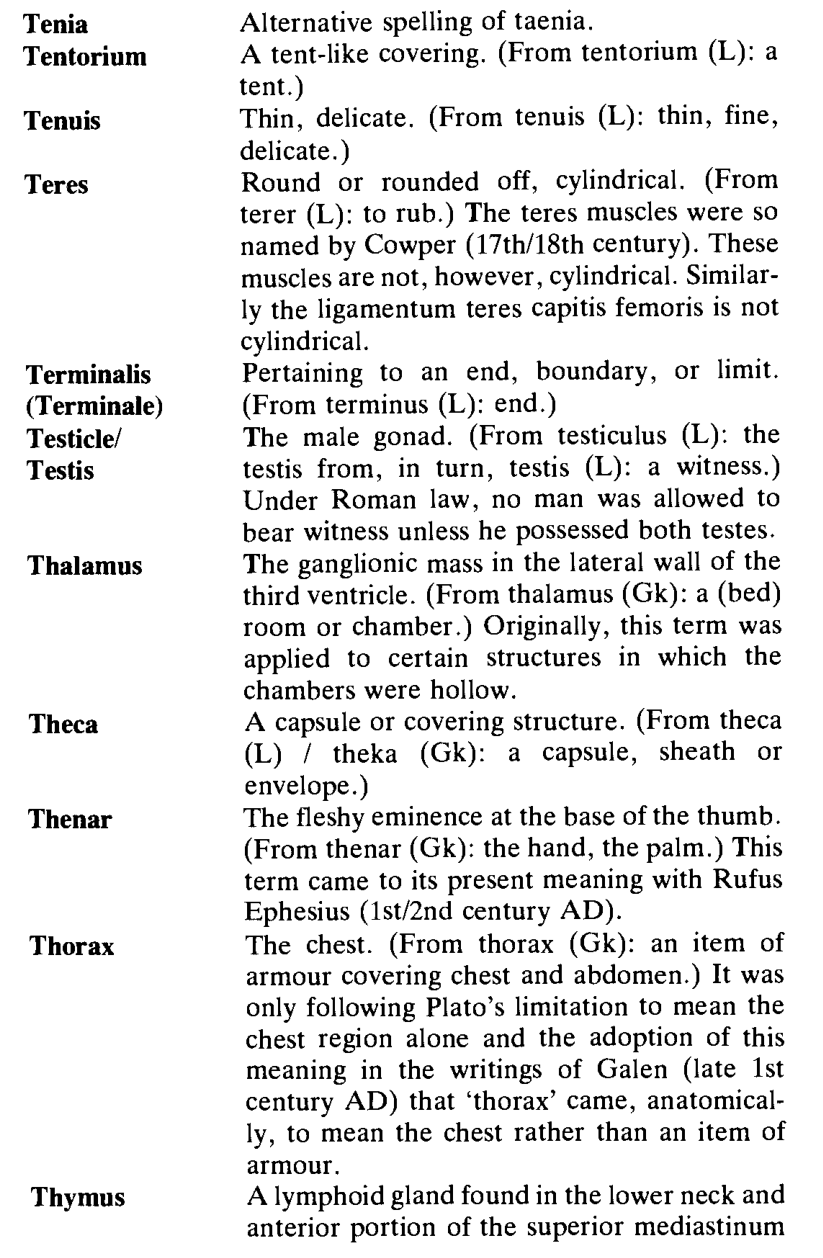 Tenia Alternative spelling of taenia.
Tentorium A tent-like covering. (From tentorium (L): a
tent.)
Tenuis Thin, delicate. (From tenuis (L): thin, fine,
delicate.)
Teres Round or rounded off, cylindrical. (From
terer (L): to rub.) The teres muscles were so
named by Cowper (17th/18th century). These
muscles are not, however, cylindrical. Similar-
ly the ligamentum teres capitis femoris is not
cylindrical.
Terminalis Pertaining to an end, boundary, or limit.
(Terminale) (From terminus (L): end.)
Testicle/ The male gonad. (From testiculus (L): the
Testis testis from, in turn, testis (L): a witness.)
Under Roman law, no man was allowed to
bear witness unless he possessed both testes.
Thalamus The ganglionic mass in the lateral wall of the
third ventricle. (From thalamus (Gk): a (bed)
room or chamber.) Originally, this term was
applied to certain structures in which the
chambers were hollow.
Theca A capsule or covering structure. (From theca
(L) / theka (Gk): a capsule, sheath or
envelope.)
Thenar The fleshy eminence at the base of the thumb.
(From thenar (Gk): the hand, the palm.) This
term came to its present meaning with Rufus
Ephesius (1st/2nd century AD).
Thorax The chest. (From thorax (Gk): an item of
armour covering chest and abdomen.) It was
only following Plato's limitation to mean the
chest region alone and the adoption of this
meaning in the writings of Galen (late 1st
century AD) that 'thorax' came, anatomical-
ly, to mean the chest rather than an item of
armour.
Thymus A lymphoid gland found in the lower neck and
anterior portion of the superior mediastinum